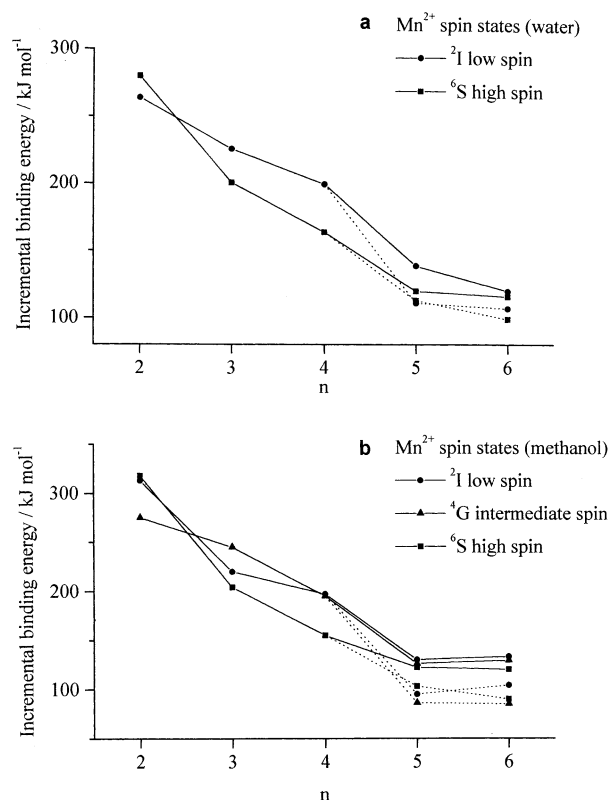 a Mn²⁺ spin states (water)
²I low spin
⁶S high spin
Incremental binding energy / kJ mol⁻¹
300
200
100
2 3 4 5 6
n
b Mn²⁺ spin states (methanol)
²I low spin
⁴G intermediate spin
⁶S high spin
Incremental binding energy / kJ mol⁻¹
300
200
100
2 3 4 5 6
n